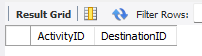 Result Grid Filter Rows:
ActivityID DestinationID